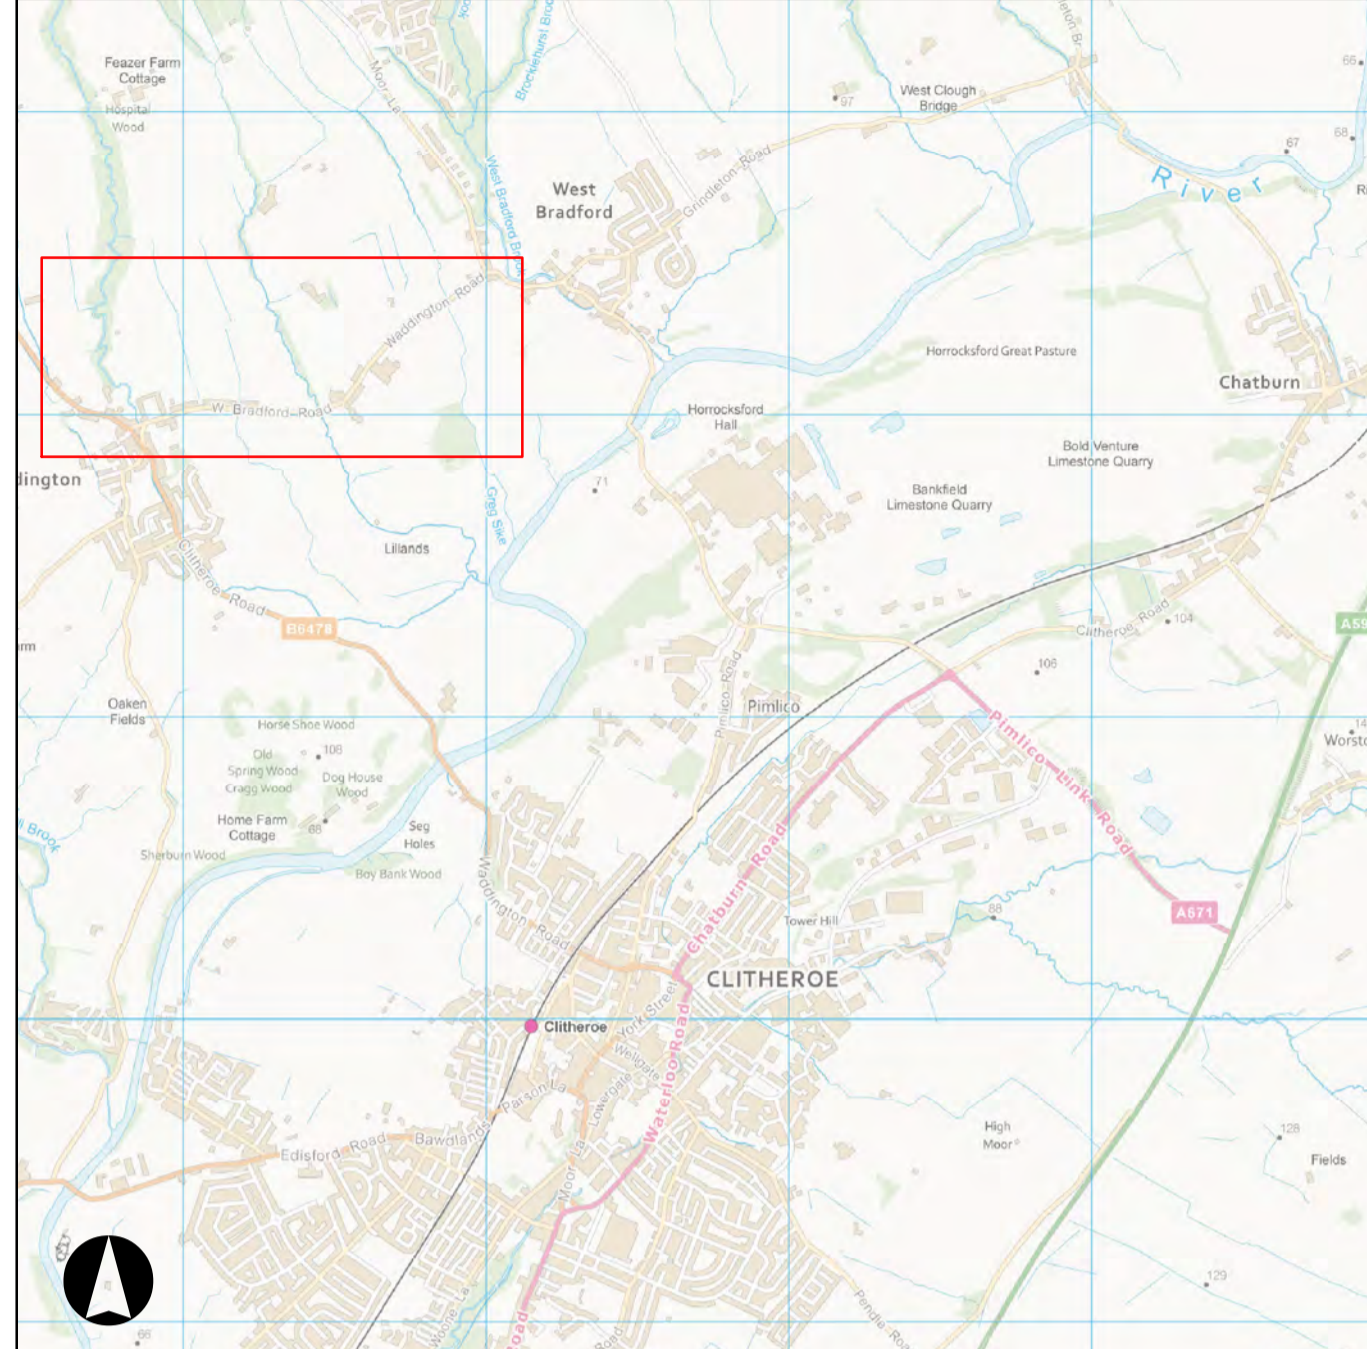 Feazer Farm
Cottage
Hospital
Wood
Moor La
Brocklehurst Broo
West Clough
Bridge
97
66
68
67
River
West
Bradford
Grindleton Road
West Bradford Brook
Waddington Road
W Bradford Road
Horrocksford Great Pasture
Chatburn
Horrocksford
Hall
Bold Venture
Limestone Quarry
Bankfield
Limestone Quarry
dington
71
Greg Sike
Lillands
Clitheroe Road
B6478
Clitheroe Road
104
A59
106
Oaken
Fields
Horse Shoe Wood
Old
Spring Wood
Cragg Wood
108
Dog House
Wood
Home Farm
Cottage
68
Seg
Holes
Sherburn Wood
Boy Bank Wood
Brook
Pimlico Road
Pimlico
Pimlico Link Road
Worsto
Waddington Road
Chatburn Road
Tower Hill
88
A671
CLITHEROE
Clitheroe
York Street
Wellgate
Lowergate
Waterloo Road
Parson La
Bawdlands
Edisford Road
Moor La
High
Moor
128
Fields
129
66
Woone La
Road
Road
Pendle Roa